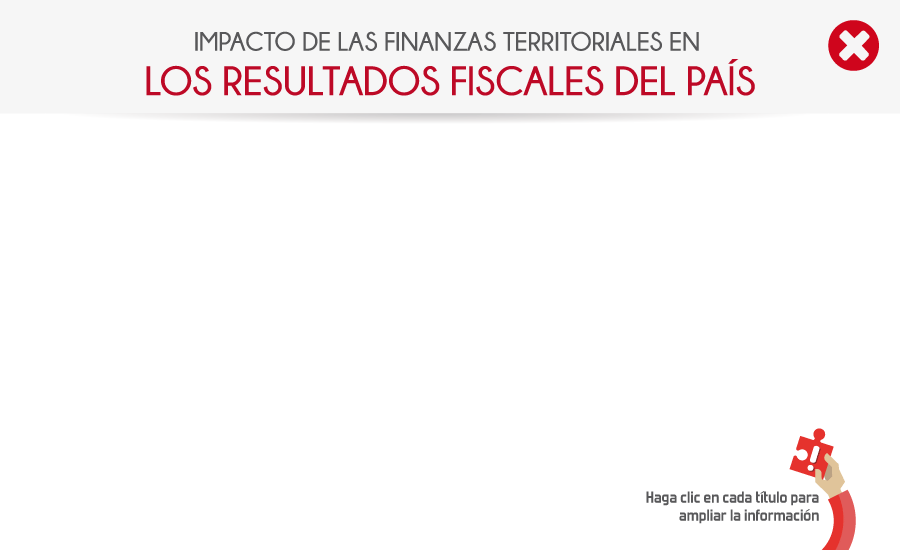 IMPACTO DE LAS FINANZAS TERRITORIALES EN
LOS RESULTADOS FISCALES DEL PAÍS
Haga clic en cada título para
ampliar la información